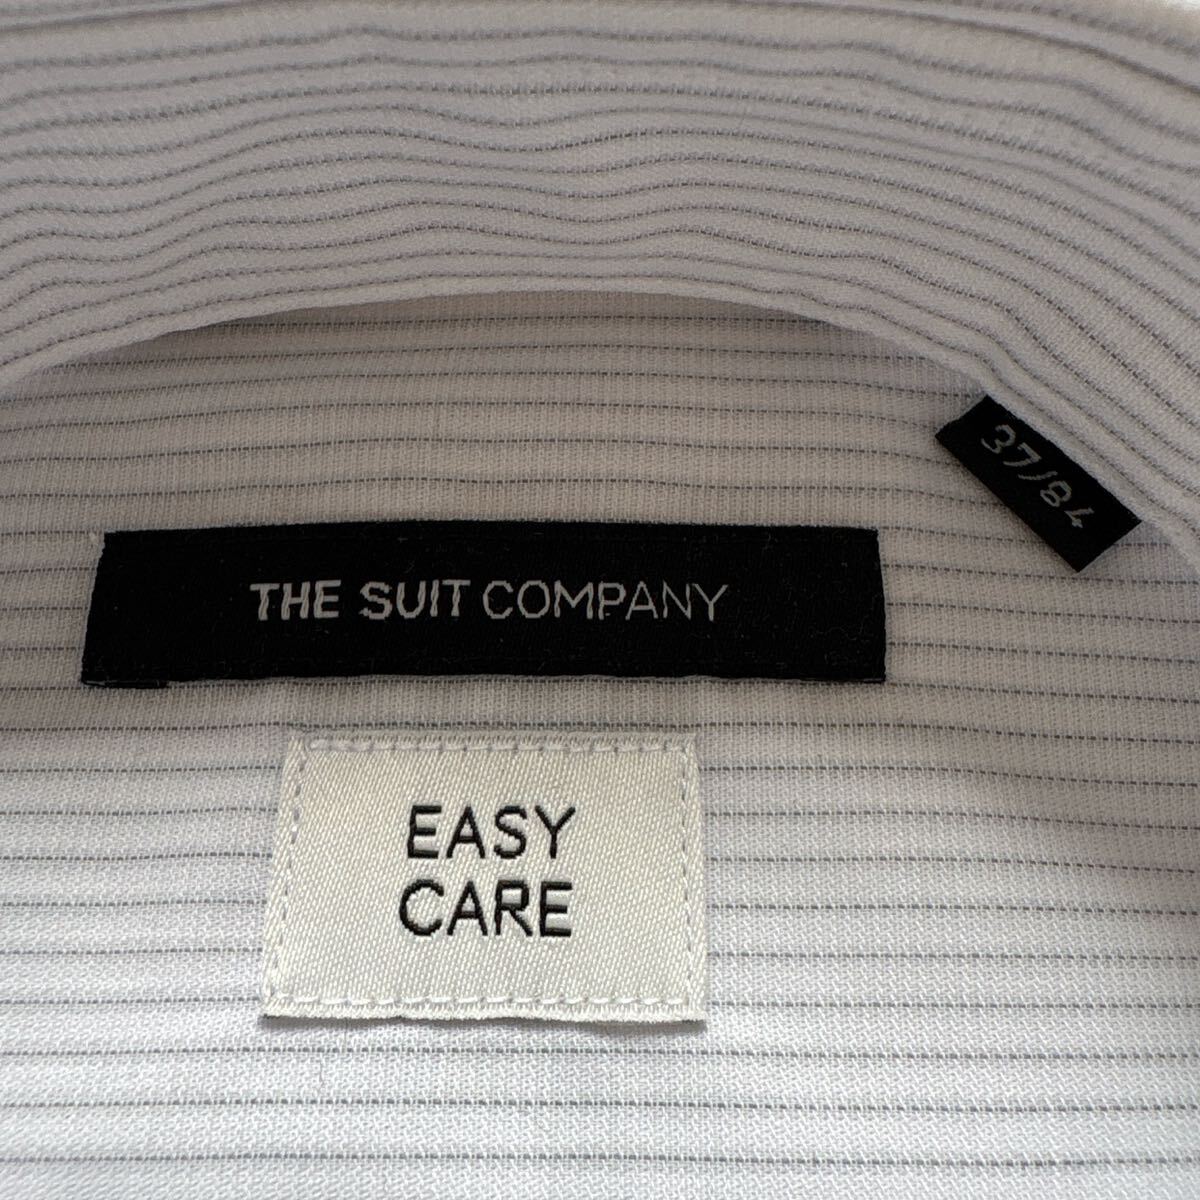 37/84
THE SUIT COMPANY
EASY
CARE